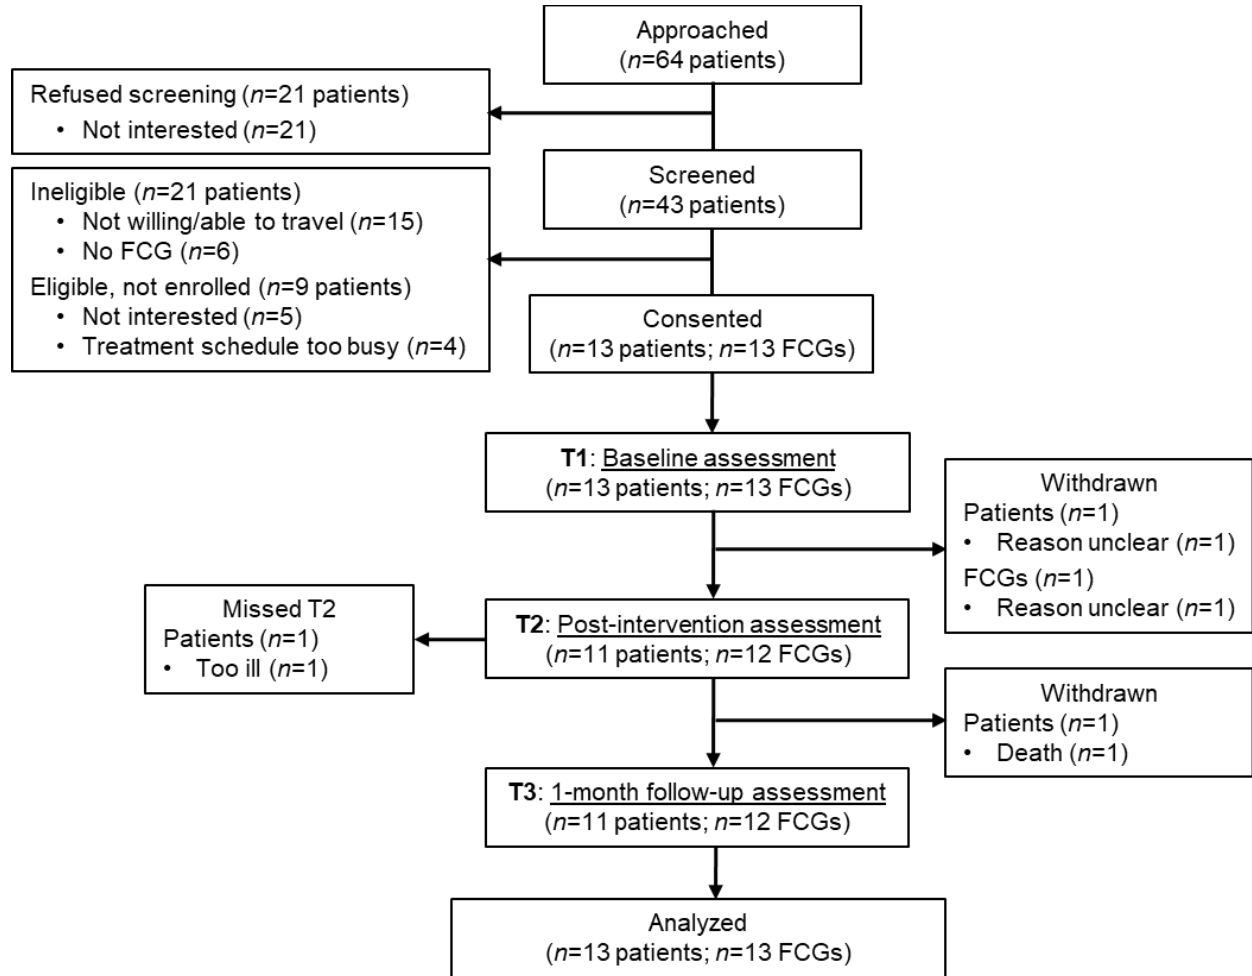 Approached
(n=64 patients)
Refused screening (n=21 patients)
• Not interested (n=21)
Screened
(n=43 patients)
Ineligible (n=21 patients)
• Not willing/able to travel (n=15)
• No FCG (n=6)
Eligible, not enrolled (n=9 patients)
• Not interested (n=5)
• Treatment schedule too busy (n=4)
Consented
(n=13 patients; n=13 FCGs)
T1: Baseline assessment
(n=13 patients; n=13 FCGs)
Withdrawn
Patients (n=1)
• Reason unclear (n=1)
FCGs (n=1)
• Reason unclear (n=1)
Missed T2
Patients (n=1)
• Too ill (n=1)
T2: Post-intervention assessment
(n=11 patients; n=12 FCGs)
Withdrawn
Patients (n=1)
• Death (n=1)
T3: 1-month follow-up assessment
(n=11 patients; n=12 FCGs)
Analyzed
(n=13 patients; n=13 FCGs)